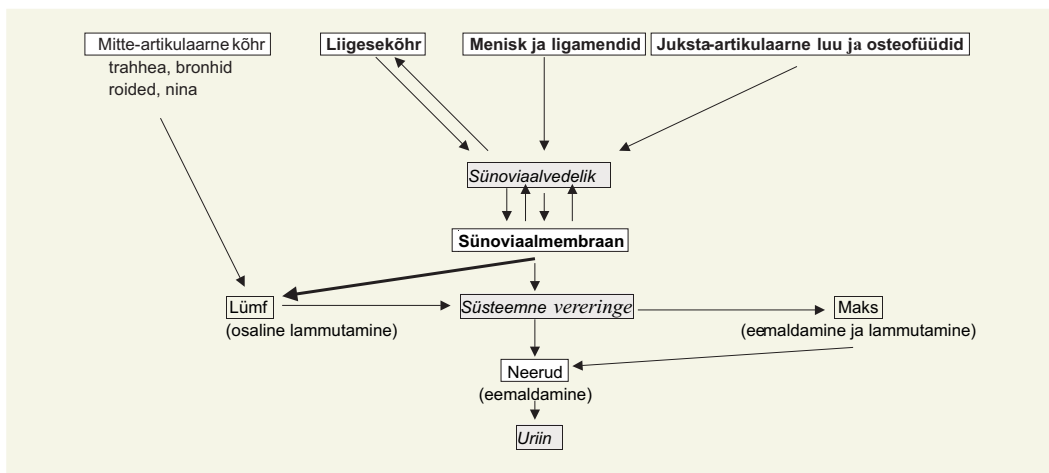 Mitte-artikulaarne kõhr
trahhea, bronhid
roided, nina
Liigesekõhr
Menisk ja ligamendid
Juksta-artikulaarne luu ja osteofüüdid
Sünoviaalvedelik
Sünoviaalmembraan
Lümf
(osaline lammutamine)
Süsteemne vereringe
Maks
(eemaldamine ja lammutamine)
Neerud
(eemaldamine)
Uriin